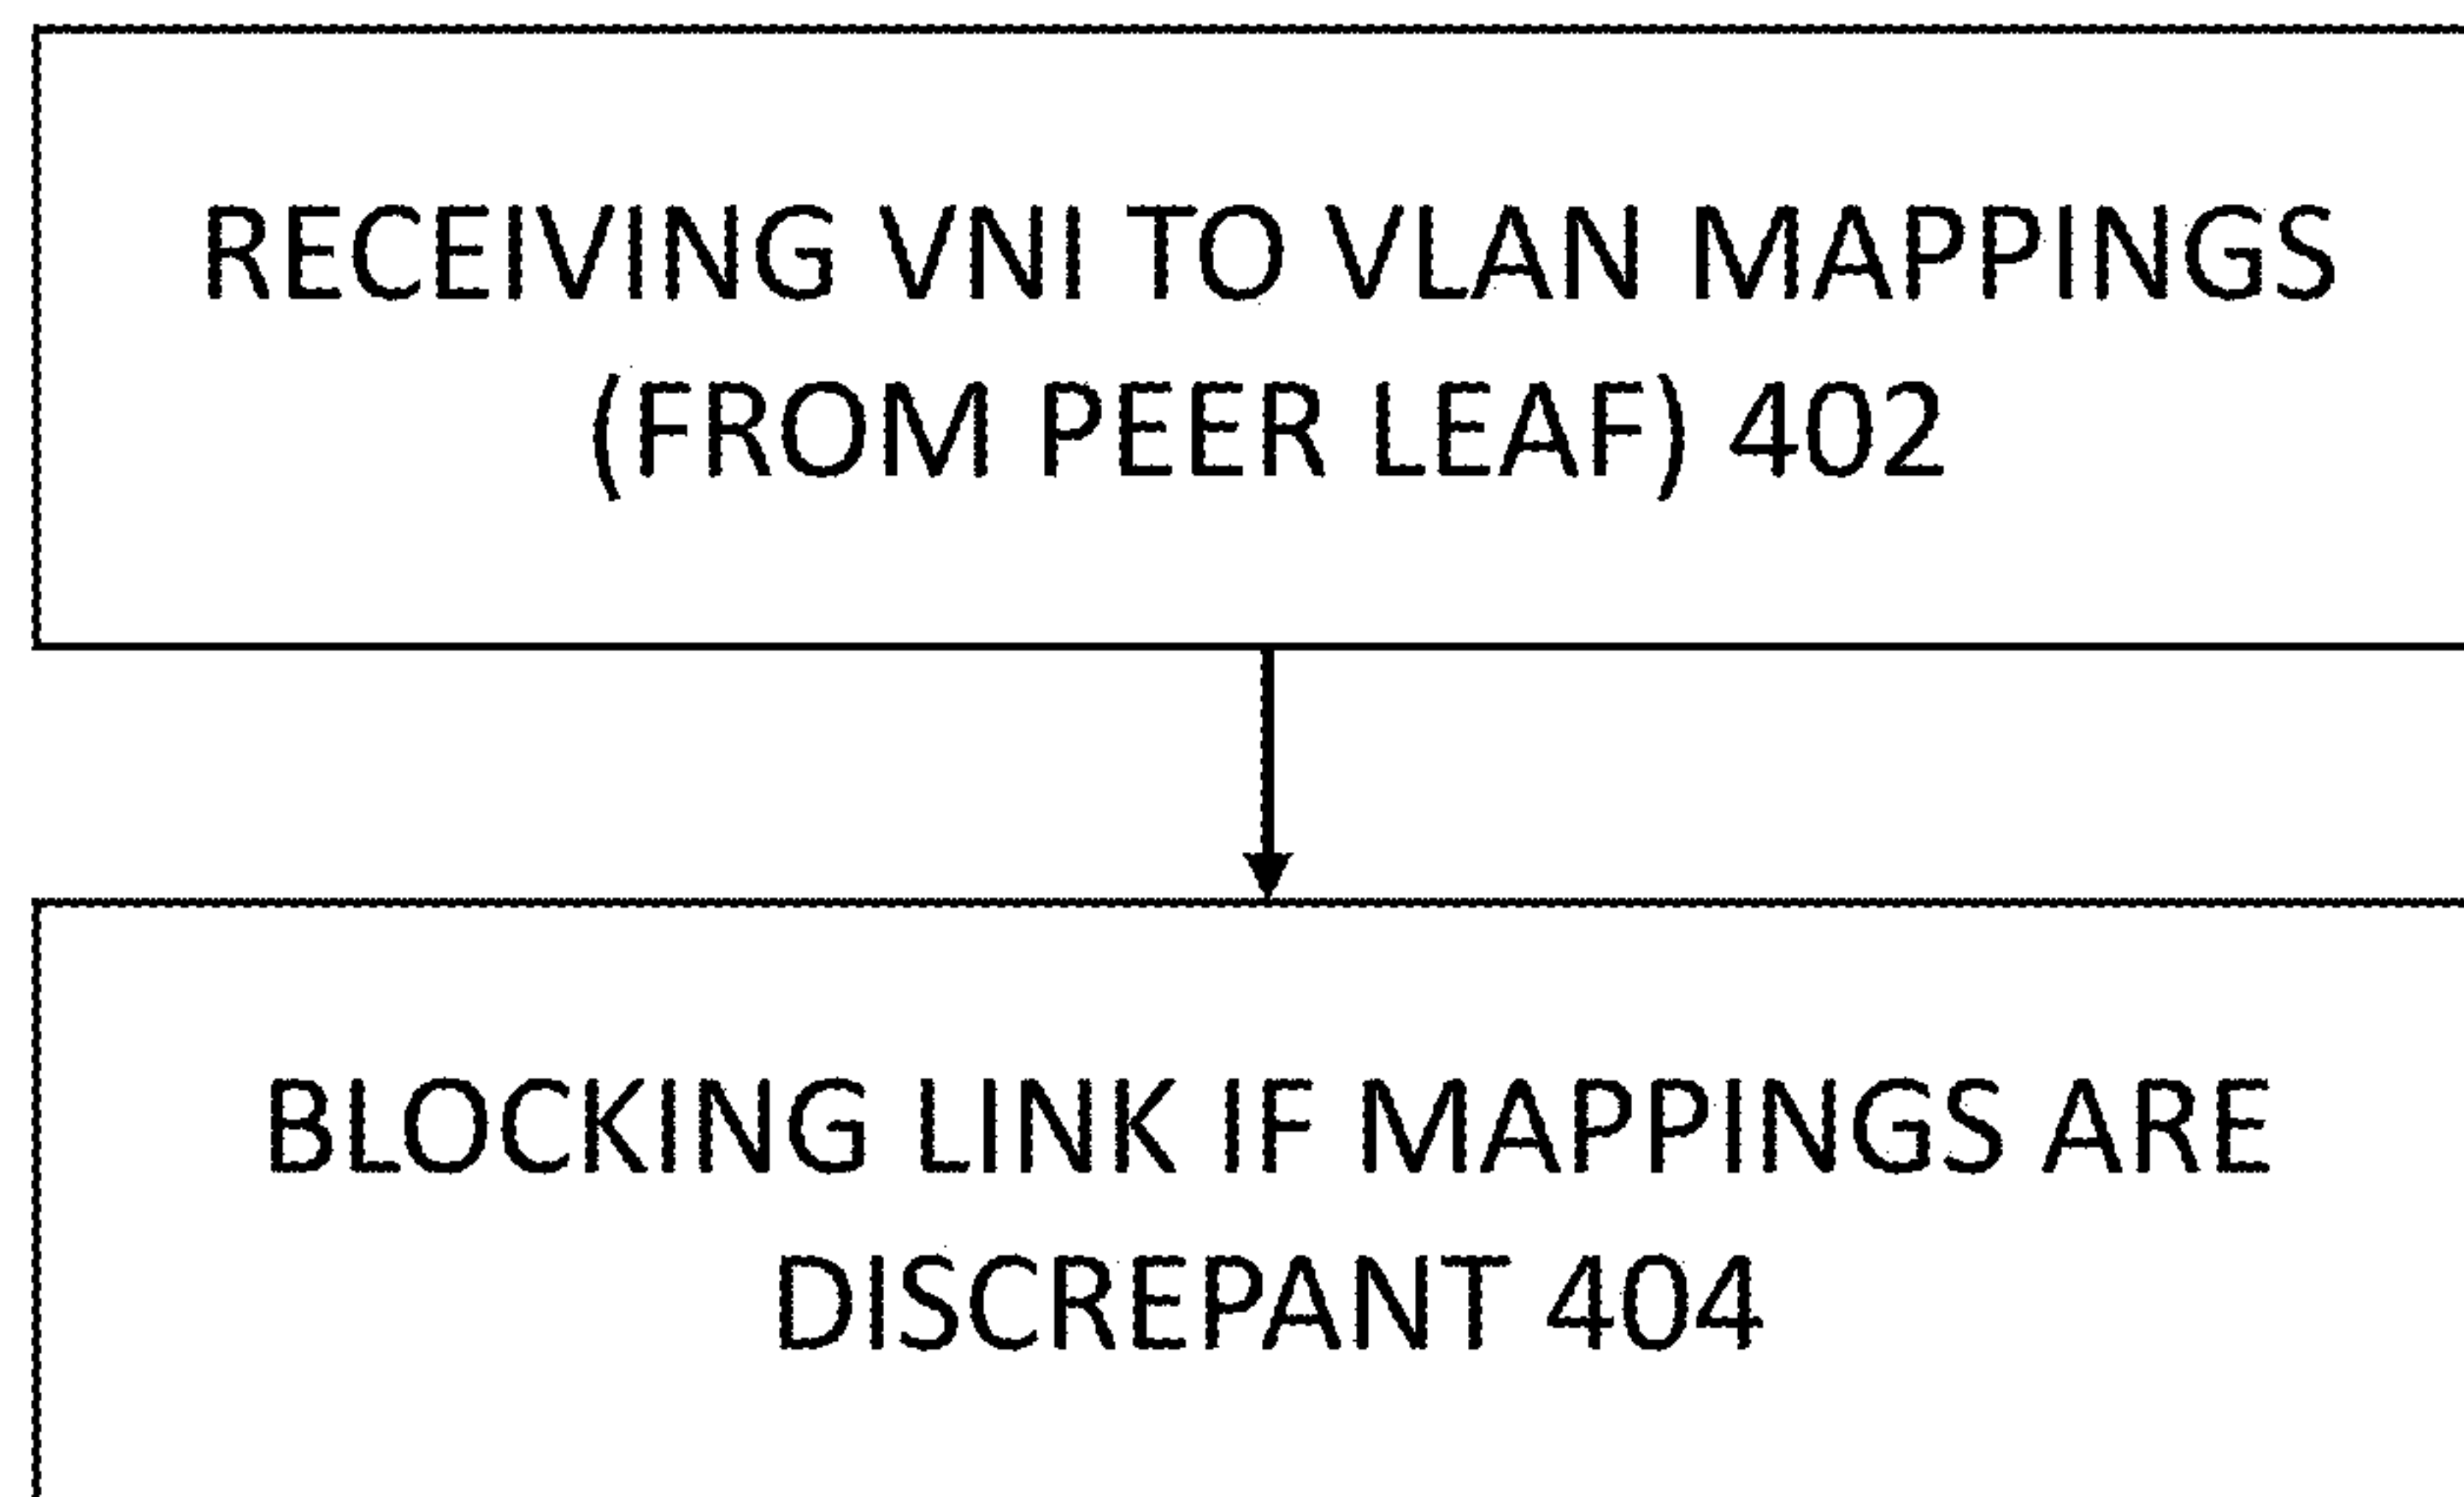 RECEIVING VNI TO VLAN MAPPINGS
(FROM PEER LEAF) 402
BLOCKING LINK IF MAPPINGS ARE
DISCREPANT 404